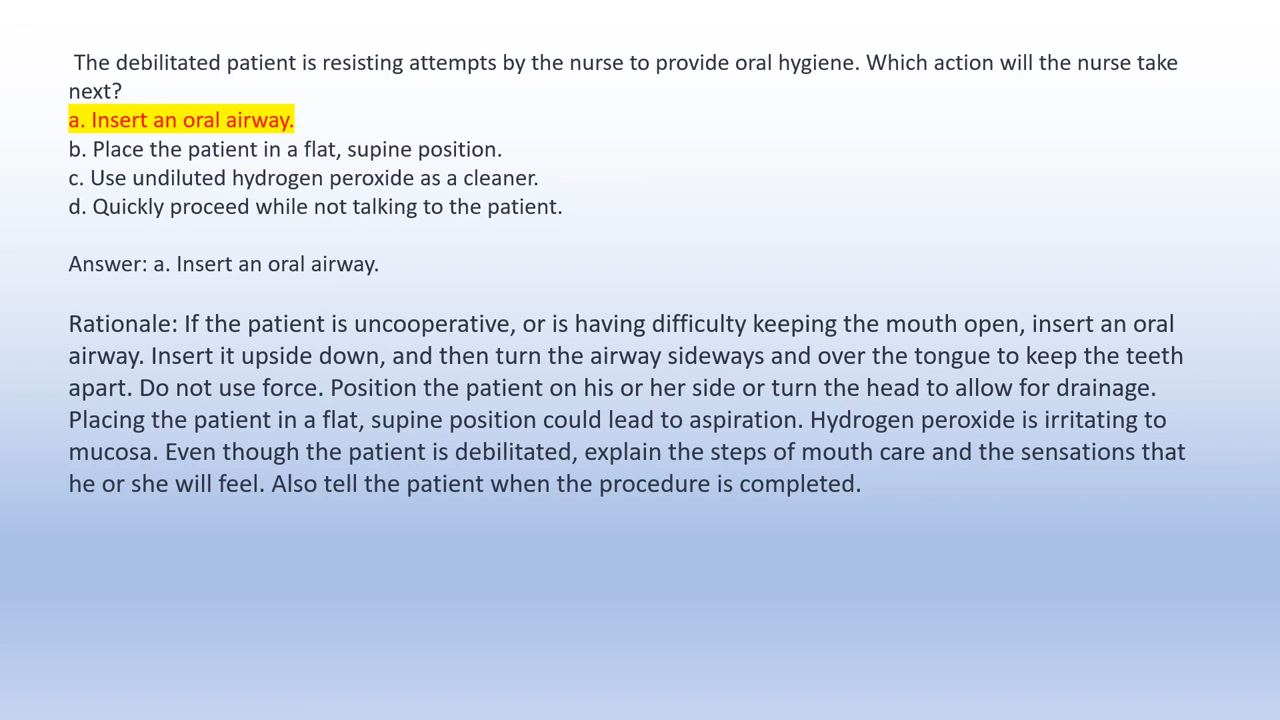 The debilitated patient is resisting attempts by the nurse to provide oral hygiene. Which action will the nurse take
next?
a. Insert an oral airway.
b. Place the patient in a flat, supine position.
c. Use undiluted hydrogen peroxide as a cleaner.
d. Quickly proceed while not talking to the patient.
Answer: a. Insert an oral airway.
Rationale: If the patient is uncooperative, or is having difficulty keeping the mouth open, insert an oral
airway. Insert it upside down, and then turn the airway sideways and over the tongue to keep the teeth
apart. Do not use force. Position the patient on his or her side or turn the head to allow for drainage.
Placing the patient in a flat, supine position could lead to aspiration. Hydrogen peroxide is irritating to
mucosa. Even though the patient is debilitated, explain the steps of mouth care and the sensations that
he or she will feel. Also tell the patient when the procedure is completed.